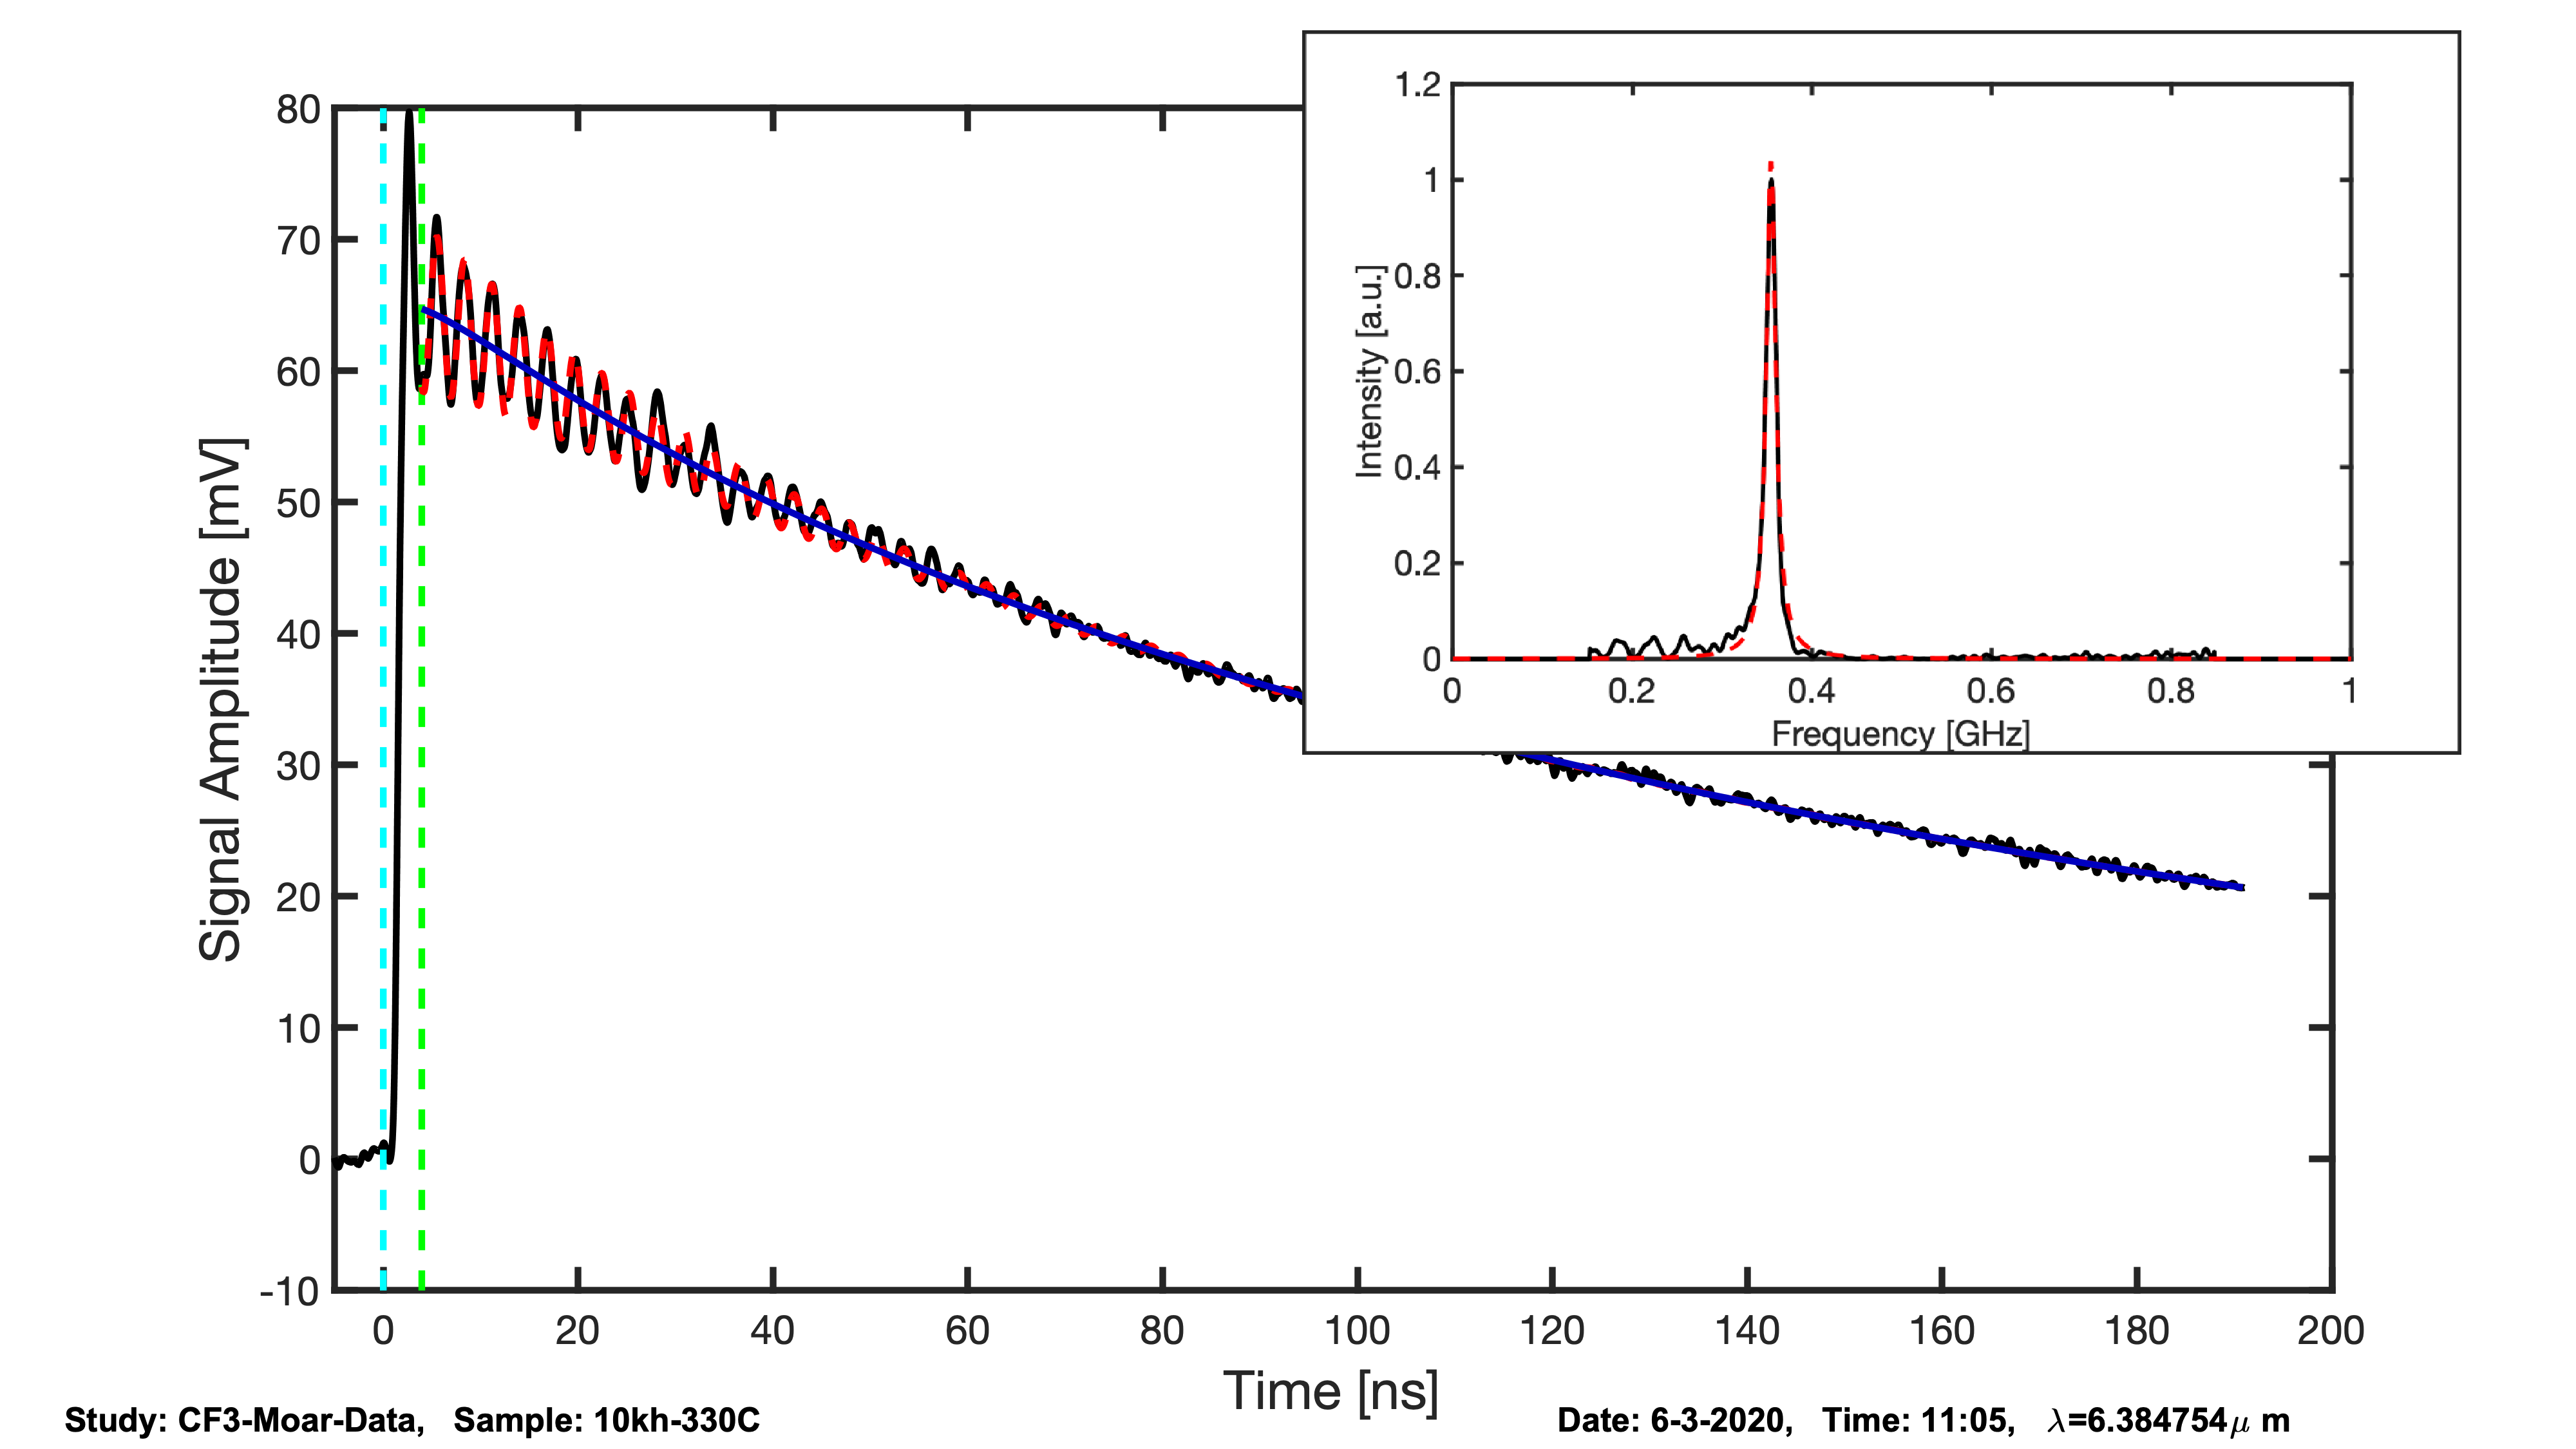 1.2
1
0.8
0.6
0.4
0.2
0
Intensity [a.u.]
0 0.2 0.4 0.6 0.8 1
Frequency [GHz]
80
70
60
50
40
30
20
10
0
-10
Signal Amplitude [mV]
0 20 40 60 80 100 120 140 160 180 200
Time [ns]
Study: CF3-Moar-Data, Sample: 10kh-330C
Date: 6-3-2020, Time: 11:05, λ=6.384754μ m